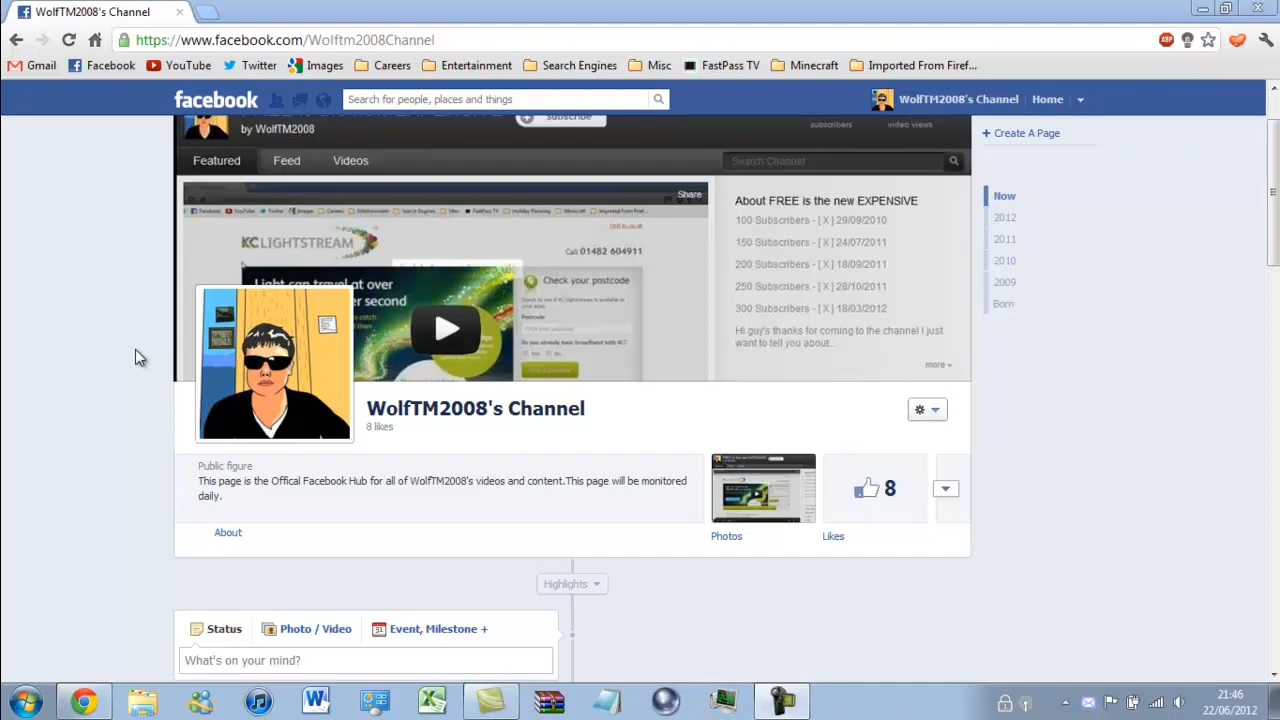 WolfTM2008's Channel
https://www.facebook.com/Wolftm2008Channel
ABP
Gmail Facebook YouTube Twitter Images Careers Entertainment Search Engines Misc FastPass TV Minecraft Imported From Firef...
facebook Search for people, places and things WolfTM2008's Channel Home
by WolfTM2008 Subscribe subscribers video views
Create A Page
Featured Feed Videos Search Channel
Share
KC LIGHTSTREAM
Call 01482 604911
Light can travel at over
Check your postcode
About FREE is the new EXPENSIVE
100 Subscribers - [ X ] 29/09/2010
150 Subscribers - [ X ] 24/07/2011
200 Subscribers - [ X ] 18/09/2011
250 Subscribers - [ X ] 28/10/2011
300 Subscribers - [ X ] 18/03/2012
Hi guy's thanks for coming to the channel I just
want to tell you about...
more
Now
2012
2011
2010
2009
Born
WolfTM2008's Channel
8 likes
Public figure
This page is the Offical Facebook Hub for all of WolfTM2008's videos and content.This page will be monitored
daily.
About
8
Photos Likes
Highlights
Status Photo / Video 31 Event, Milestone +
What's on your mind?
21:46
22/06/2012